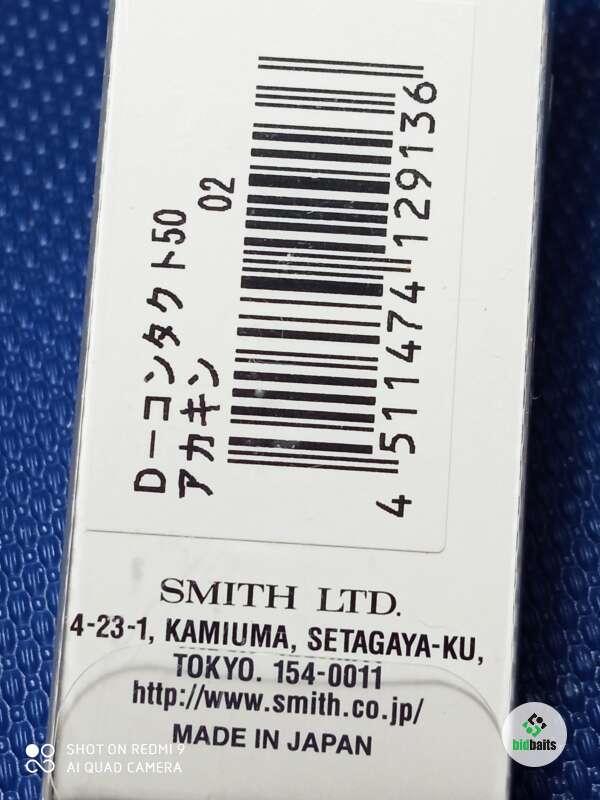 D-コンタクト50
02
アカキン
4 511474 129136
SMITH LTD.
4-23-1, KAMIUMA, SETAGAYA-KU,
TOKYO. 154-0011
http://www.smith.co.jp/
MADE IN JAPAN
SHOT ON REDMI 9
AI QUAD CAMERA
bidbaits